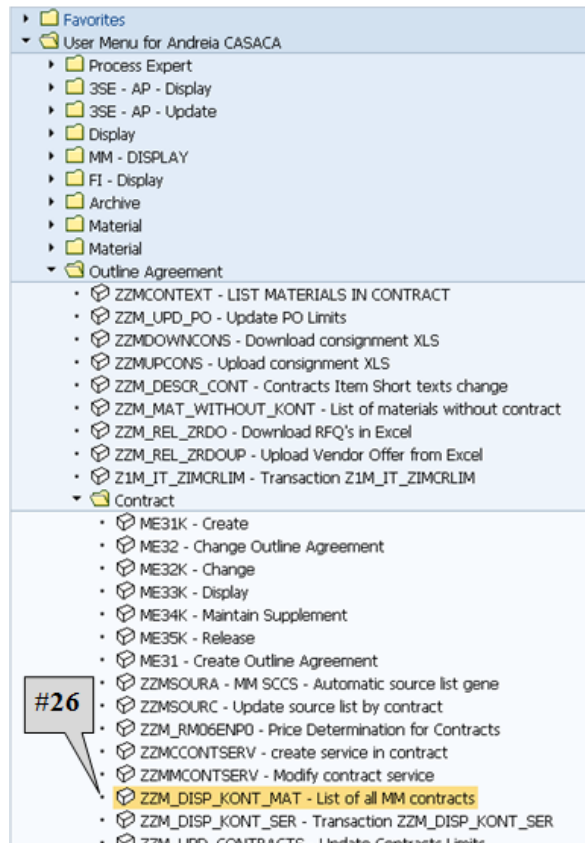 Favorites
User Menu for Andreia CASACA
Process Expert
3SE - AP - Display
3SE - AP - Update
Display
MM - DISPLAY
FI - Display
Archive
Material
Material
Outline Agreement
ZZMCONTEXT - LIST MATERIALS IN CONTRACT
ZZM_UPD_PO - Update PO Limits
ZZMDOWNCONS - Download consignment XLS
ZZMUPCONS - Upload consignment XLS
ZZM_DESCR_CONT - Contracts Item Short texts change
ZZM_MAT_WITHOUT_KONT - List of materials without contract
ZZM_REL_ZRDO - Download RFQ's in Excel
ZZM_REL_ZRDOUP - Upload Vendor Offer from Excel
Z1M_IT_ZIMCRLIM - Transaction Z1M_IT_ZIMCRLIM
Contract
ME31K - Create
ME32 - Change Outline Agreement
ME32K - Change
ME33K - Display
ME34K - Maintain Supplement
ME35K - Release
ME31 - Create Outline Agreement
ZZMSOURA - MM SCCS - Automatic source list gene
#26
ZZMSOURC - Update source list by contract
ZZM_RM06ENP0 - Price Determination for Contracts
ZZMCCONTSERV - create service in contract
ZZMMCONTSERV - Modify contract service
ZZM_DISP_KONT_MAT - List of all MM contracts
ZZM_DISP_KONT_SER - Transaction ZZM_DISP_KONT_SER
ZZM_UPD_CONTRACTS - Update Contracts Limits